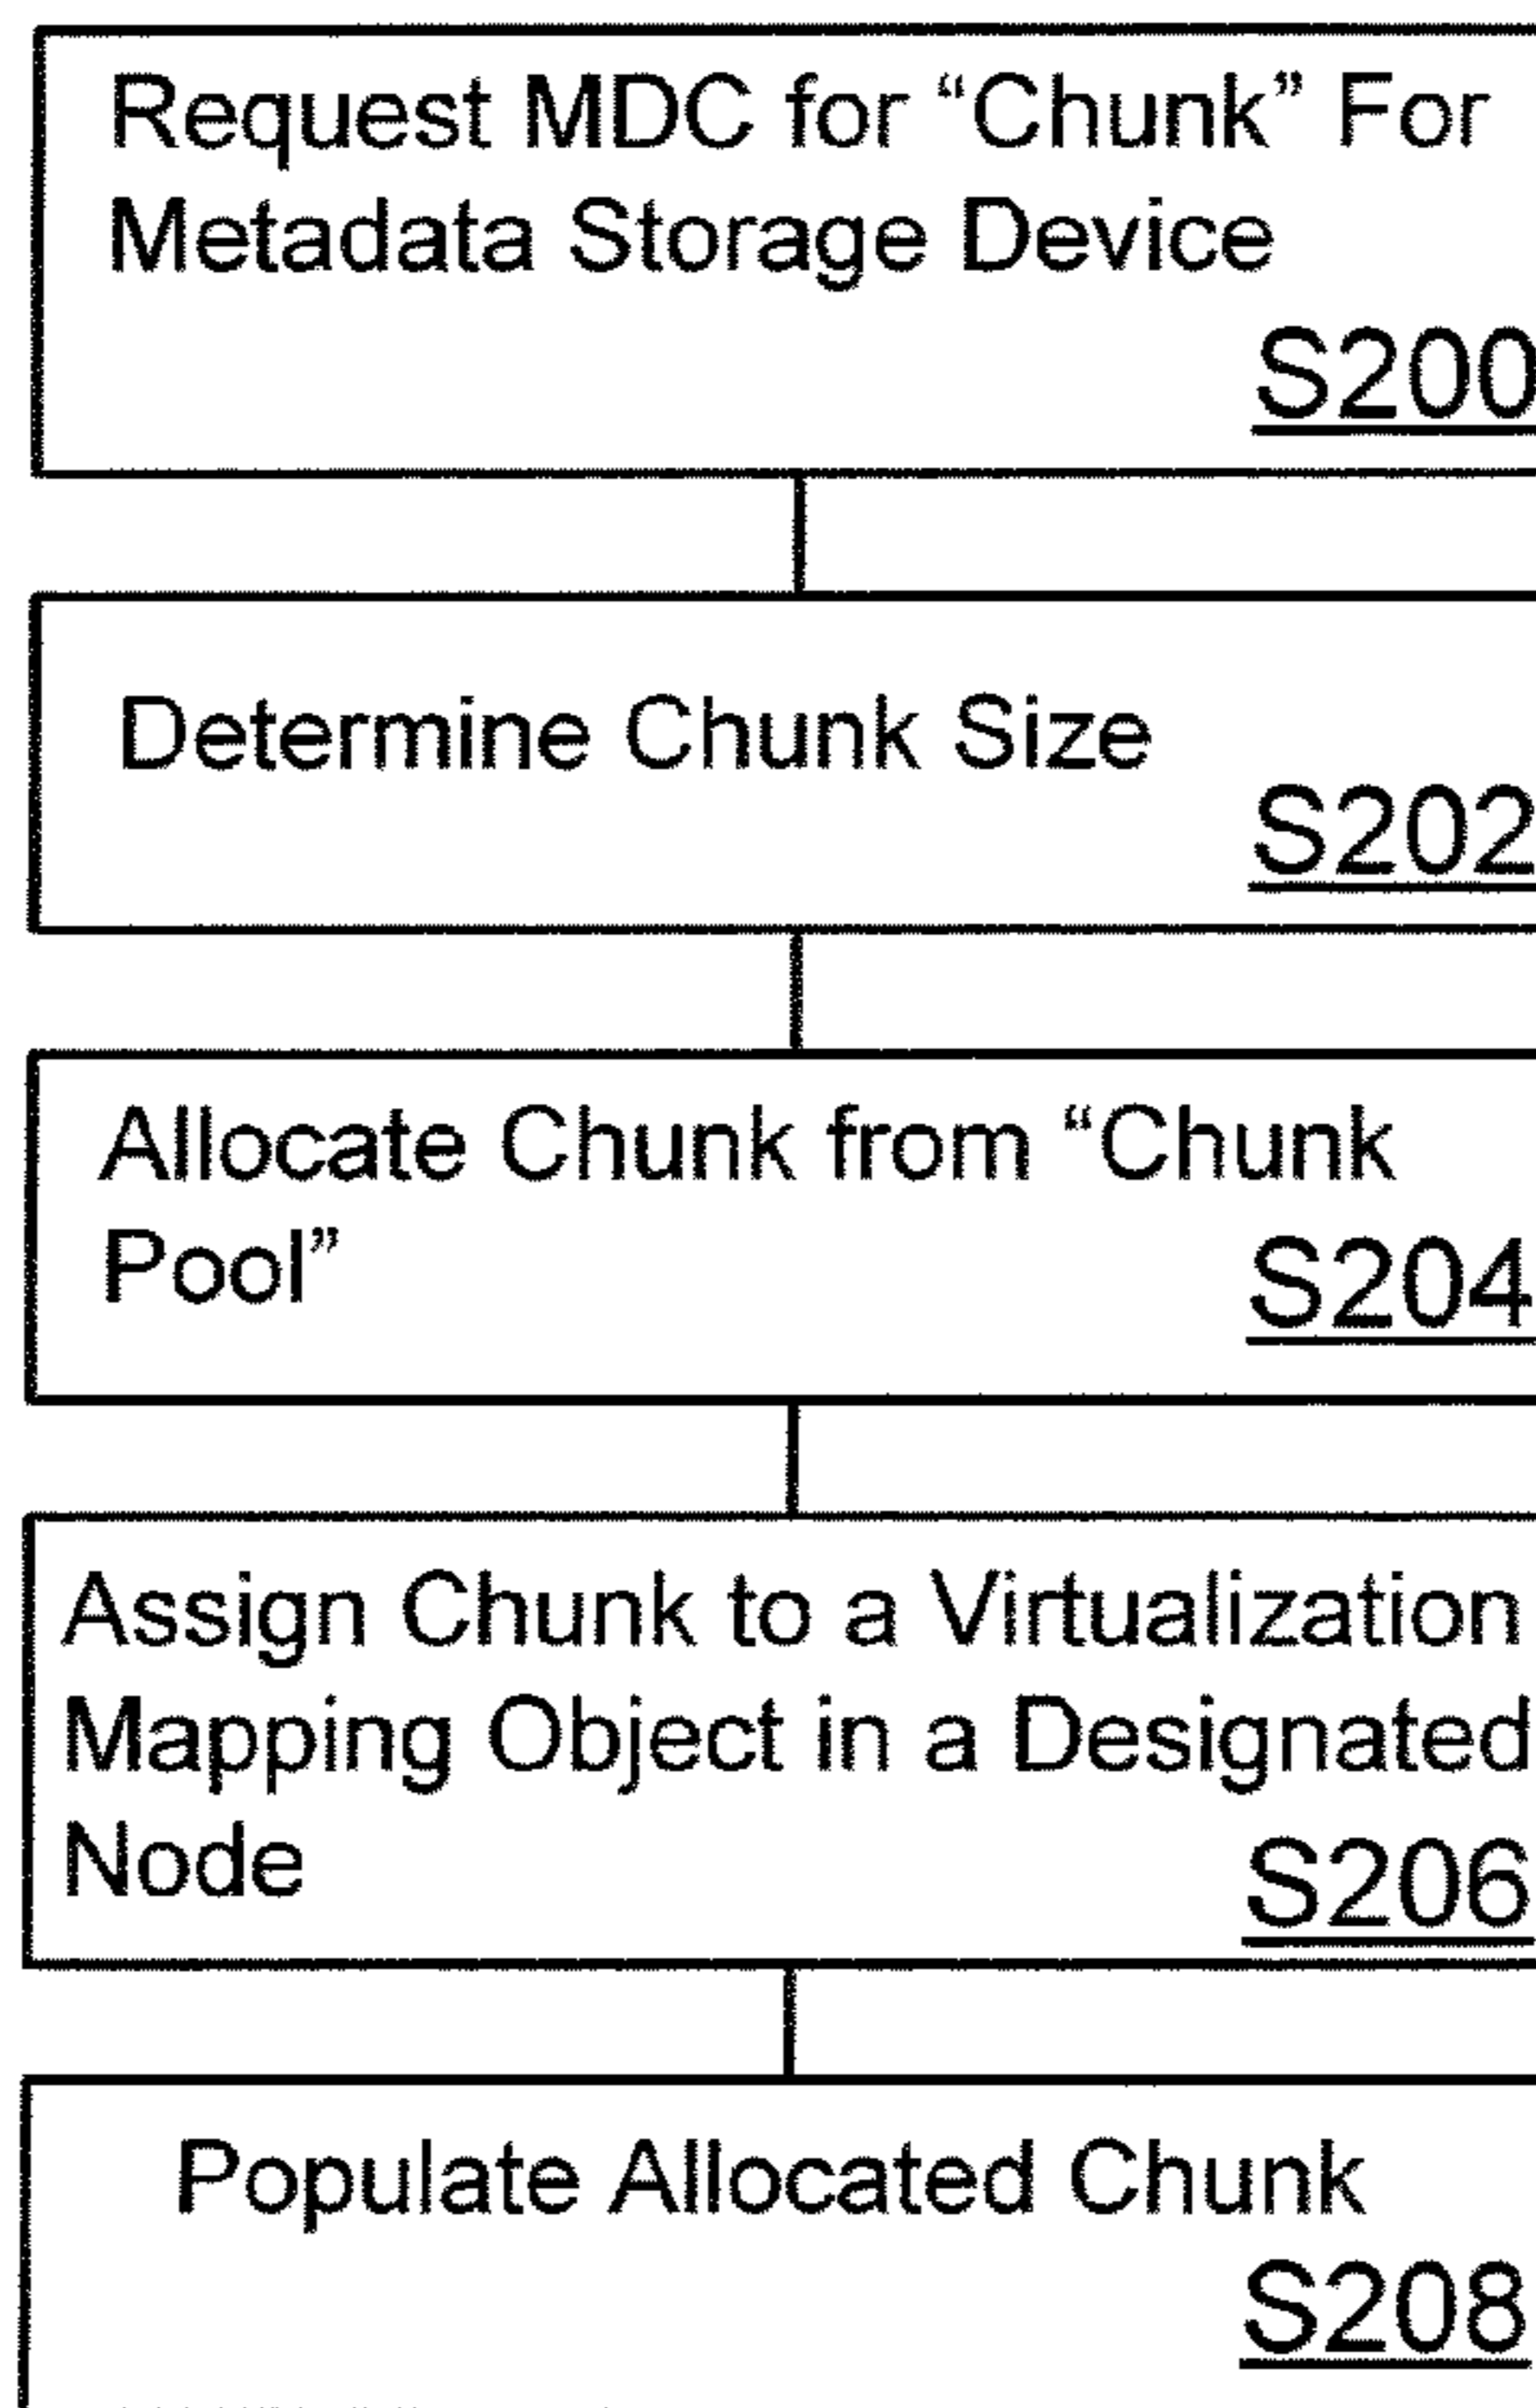 Request MDC for “Chunk” For
Metadata Storage Device
S200
Determine Chunk Size
S202
Allocate Chunk from “Chunk
Pool”
S204
Assign Chunk to a Virtualization
Mapping Object in a Designated
Node
S206
Populate Allocated Chunk
S208